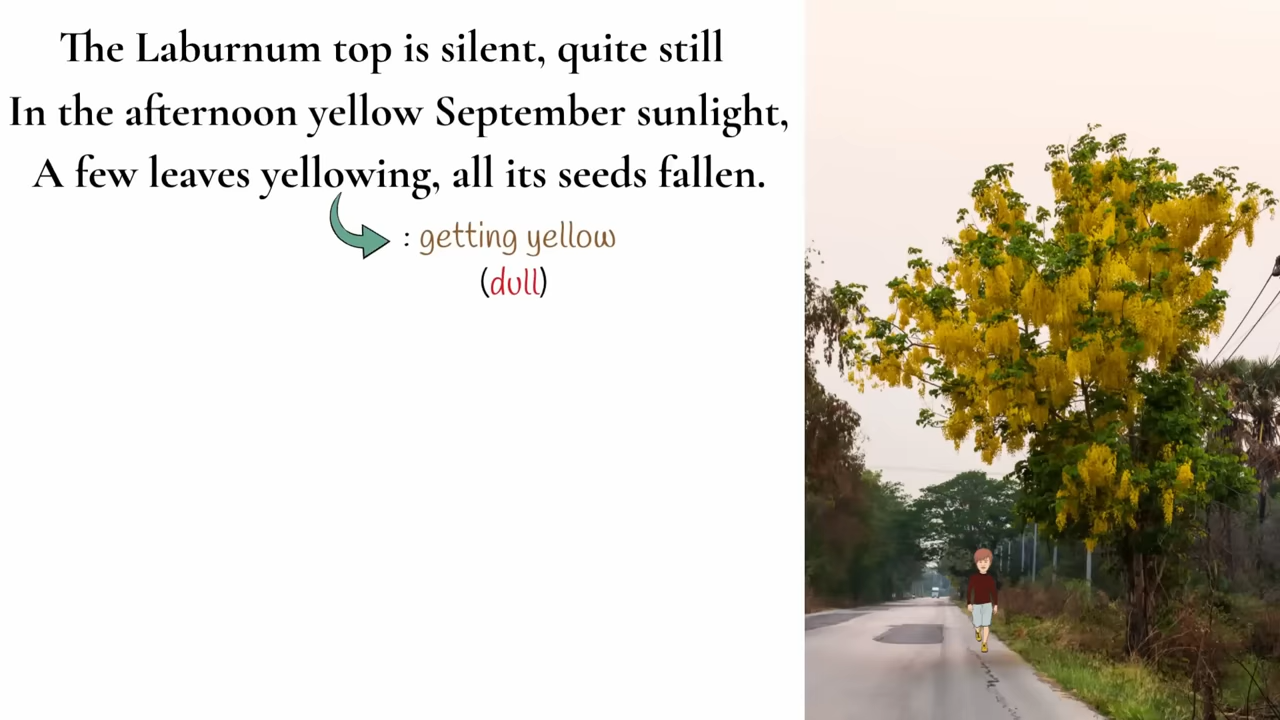 The Laburnum top is silent, quite still
In the afternoon yellow September sunlight,
A few leaves yellowing, all its seeds fallen.
: getting yellow
(dull)